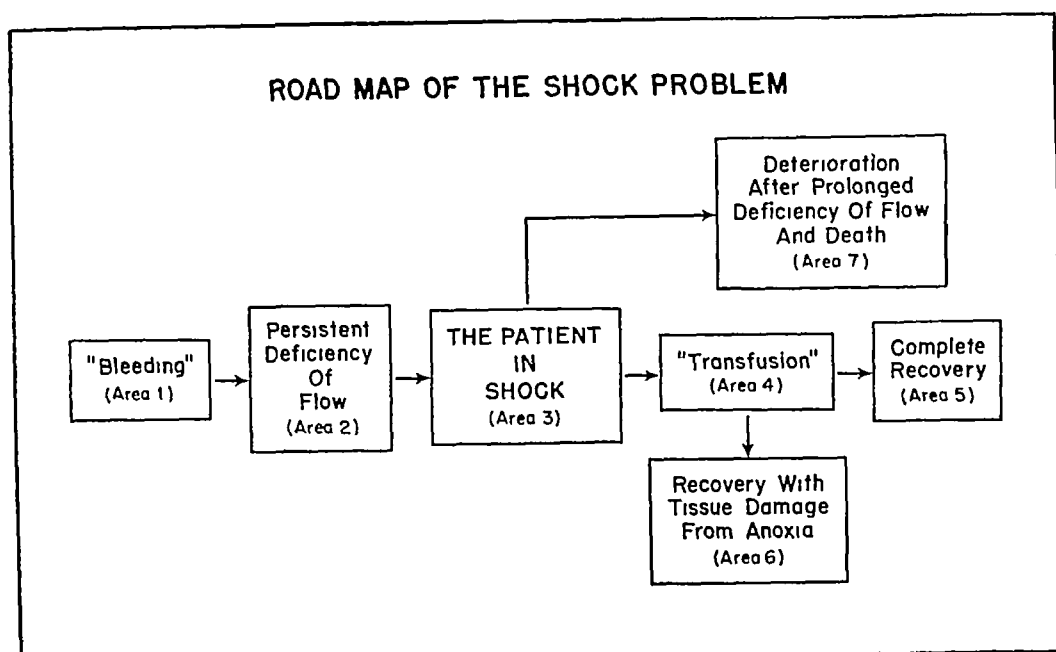 ROAD MAP OF THE SHOCK PROBLEM
Deterioration
After Prolonged
Deficiency Of Flow
And Death
(Area 7)
"Bleeding"
(Area 1)
Persistent
Deficiency
Of
Flow
(Area 2)
THE PATIENT
IN
SHOCK
(Area 3)
"Transfusion"
(Area 4)
Complete
Recovery
(Area 5)
Recovery With
Tissue Damage
From Anoxia
(Area 6)